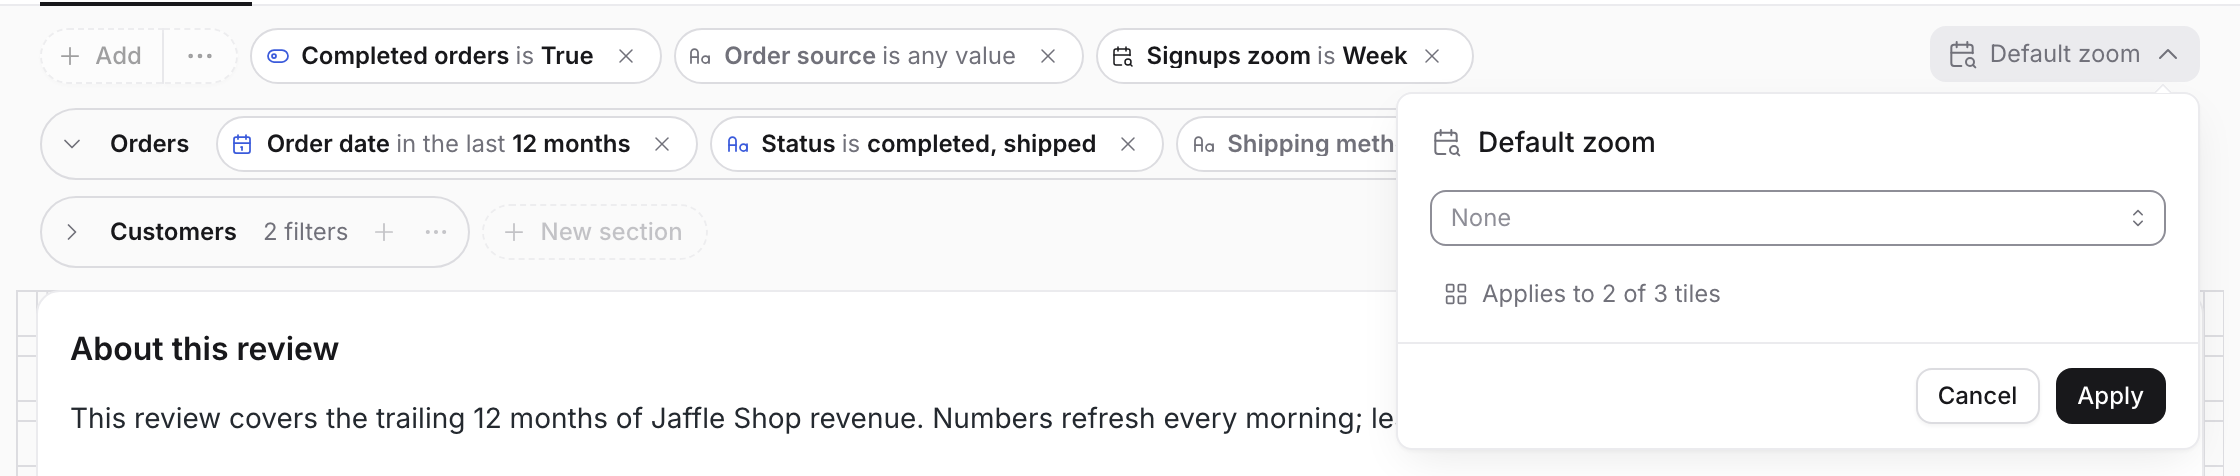 Add
Completed orders is True
Order source is any value
Signups zoom is Week
Default zoom
Orders
Order date in the last 12 months
Status is completed, shipped
Shipping meth
Default zoom
None
Customers 2 filters
New section
Applies to 2 of 3 tiles
About this review
Cancel
Apply
This review covers the trailing 12 months of Jaffle Shop revenue. Numbers refresh every morning; le